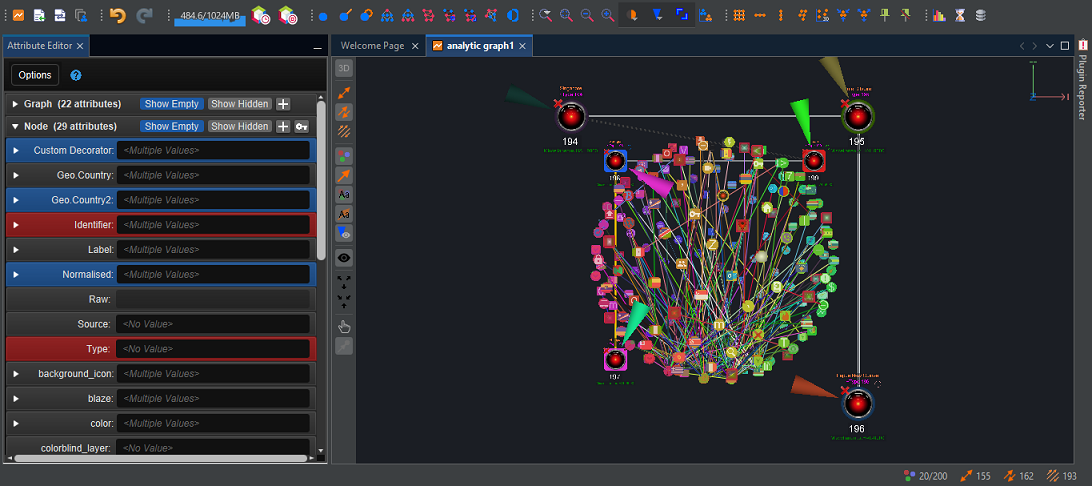 484.6/1024MB
Attribute Editor
Welcome Page
analytic graph1
Options
Graph (22 attributes)
Show Empty
Show Hidden
Node (29 attributes)
Show Empty
Show Hidden
Custom Decorator:
<Multiple Values>
Geo.Country:
<Multiple Values>
Geo.Country2:
<Multiple Values>
Identifier:
<Multiple Values>
Label:
<Multiple Values>
Normalised:
<Multiple Values>
Raw:
Source:
<No Value>
Type:
<No Value>
background_icon:
<Multiple Values>
blaze:
<Multiple Values>
color:
<Multiple Values>
colorblind_layer:
<No Value>
3D
Aa
Aa
194
195
198
199
197
196
Plugin Reporter
20/200
155
162
193